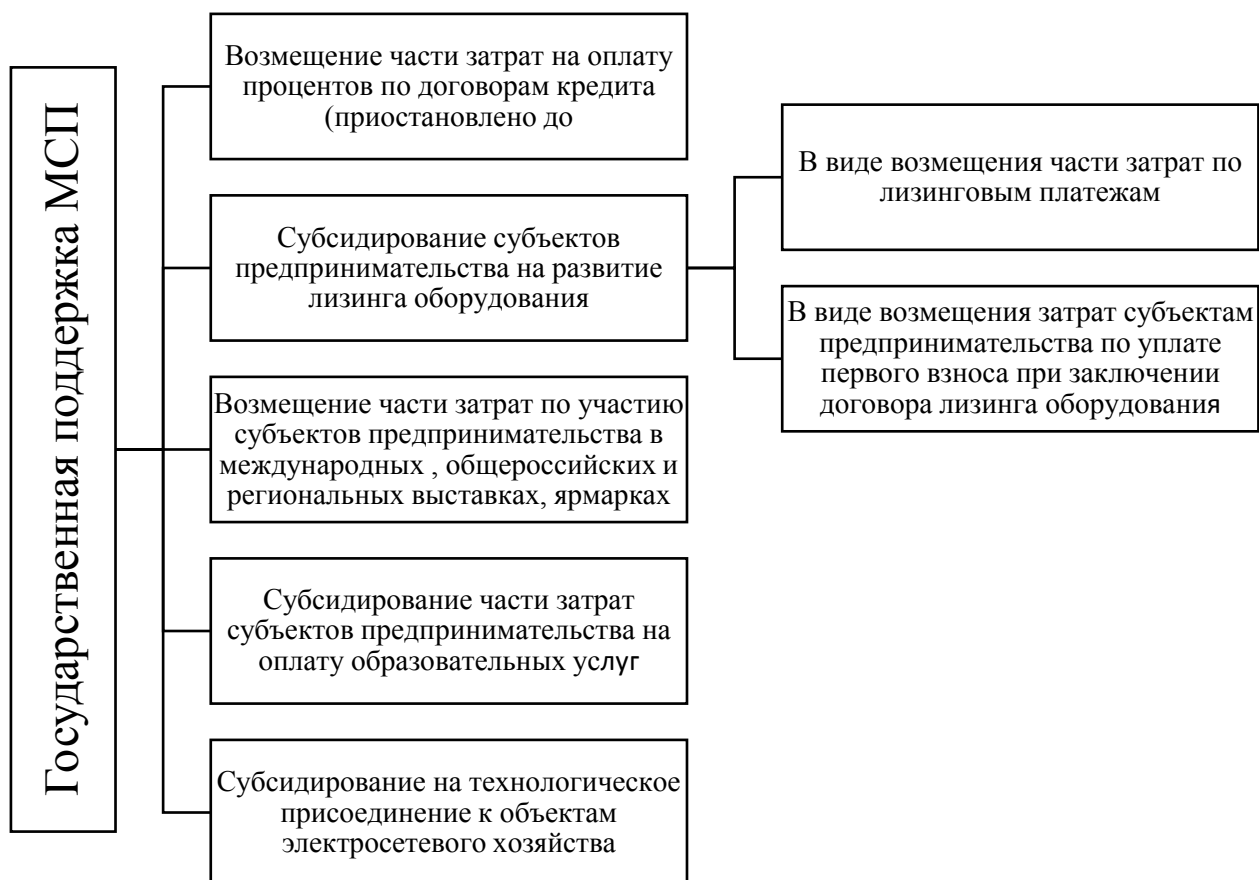 Государственная поддержка МСП
Возмещение части затрат на оплату
процентов по договорам кредита
(приостановлено до
Субсидирование субъектов
предпринимательства на развитие
лизинга оборудования
В виде возмещения части затрат по
лизинговым платежам
В виде возмещения затрат субъектам
предпринимательства по уплате
первого взноса при заключении
договора лизинга оборудования
Возмещение части затрат по участию
субъектов предпринимательства в
международных , общероссийских и
региональных выставках, ярмарках
Субсидирование части затрат
субъектов предпринимательства на
оплату образовательных услуг
Субсидирование на технологическое
присоединение к объектам
электросетевого хозяйства